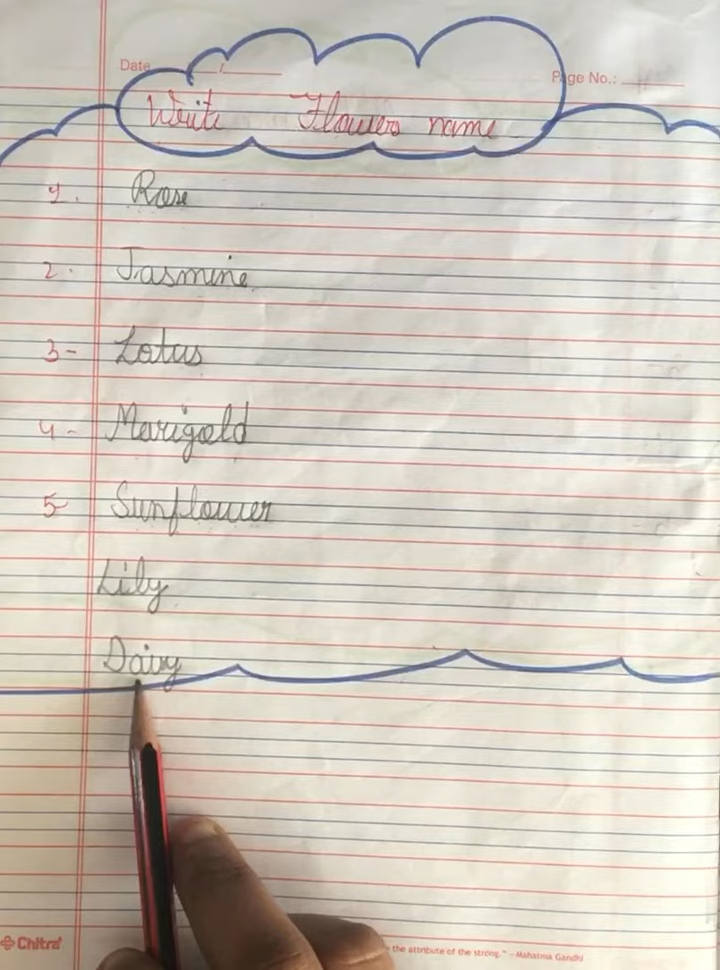 Date / Page No.:
Write Flowers name
1. Rose
2. Jasmine
3- Lotus
4- Marigold
5- Sunflower
Lily
Daisy
Chitra
the attribute of the strong." - Mahatma Gandhi